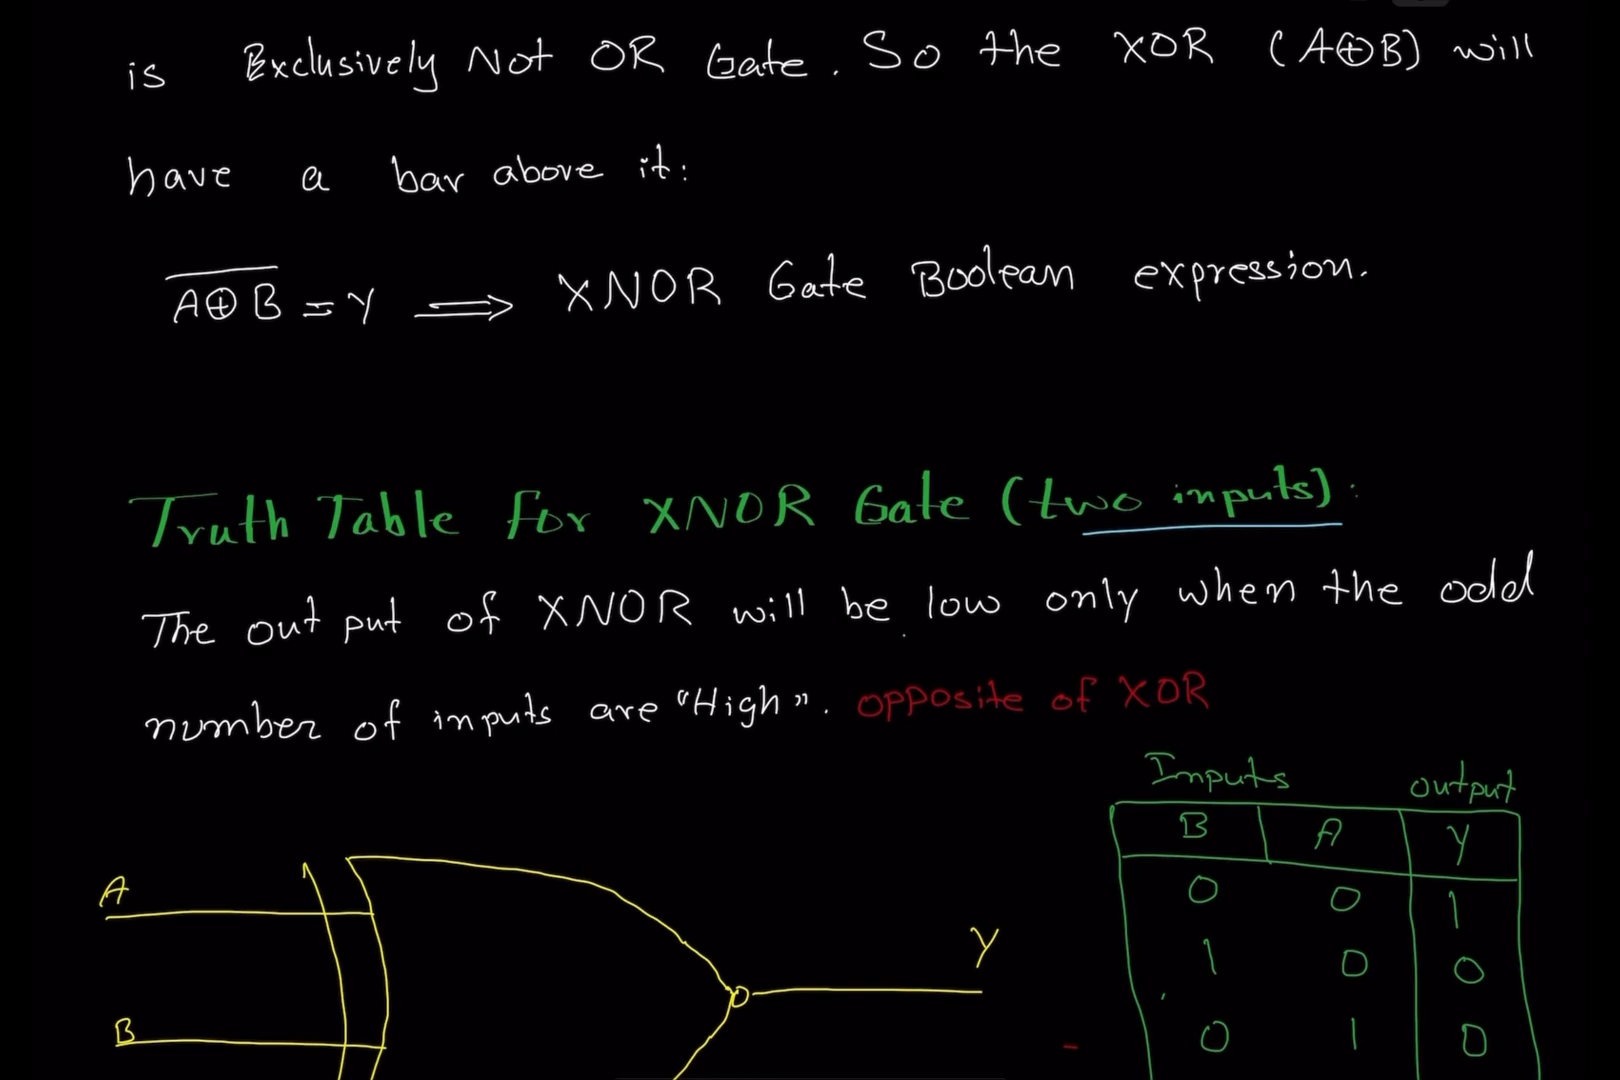 is Exclusively Not OR Gate. So the XOR (A⊕B) will
have a bar above it:
A̅⊕̅B̅ = Y ⟹ XNOR Gate Boolean expression.
Truth Table for XNOR Gate (two inputs):
The out put of XNOR will be low only when the odd
number of inputs are "High". opposite of XOR
Inputs output
B A Y
0 0 1
1 0 0
0 1 0
A
Y
B